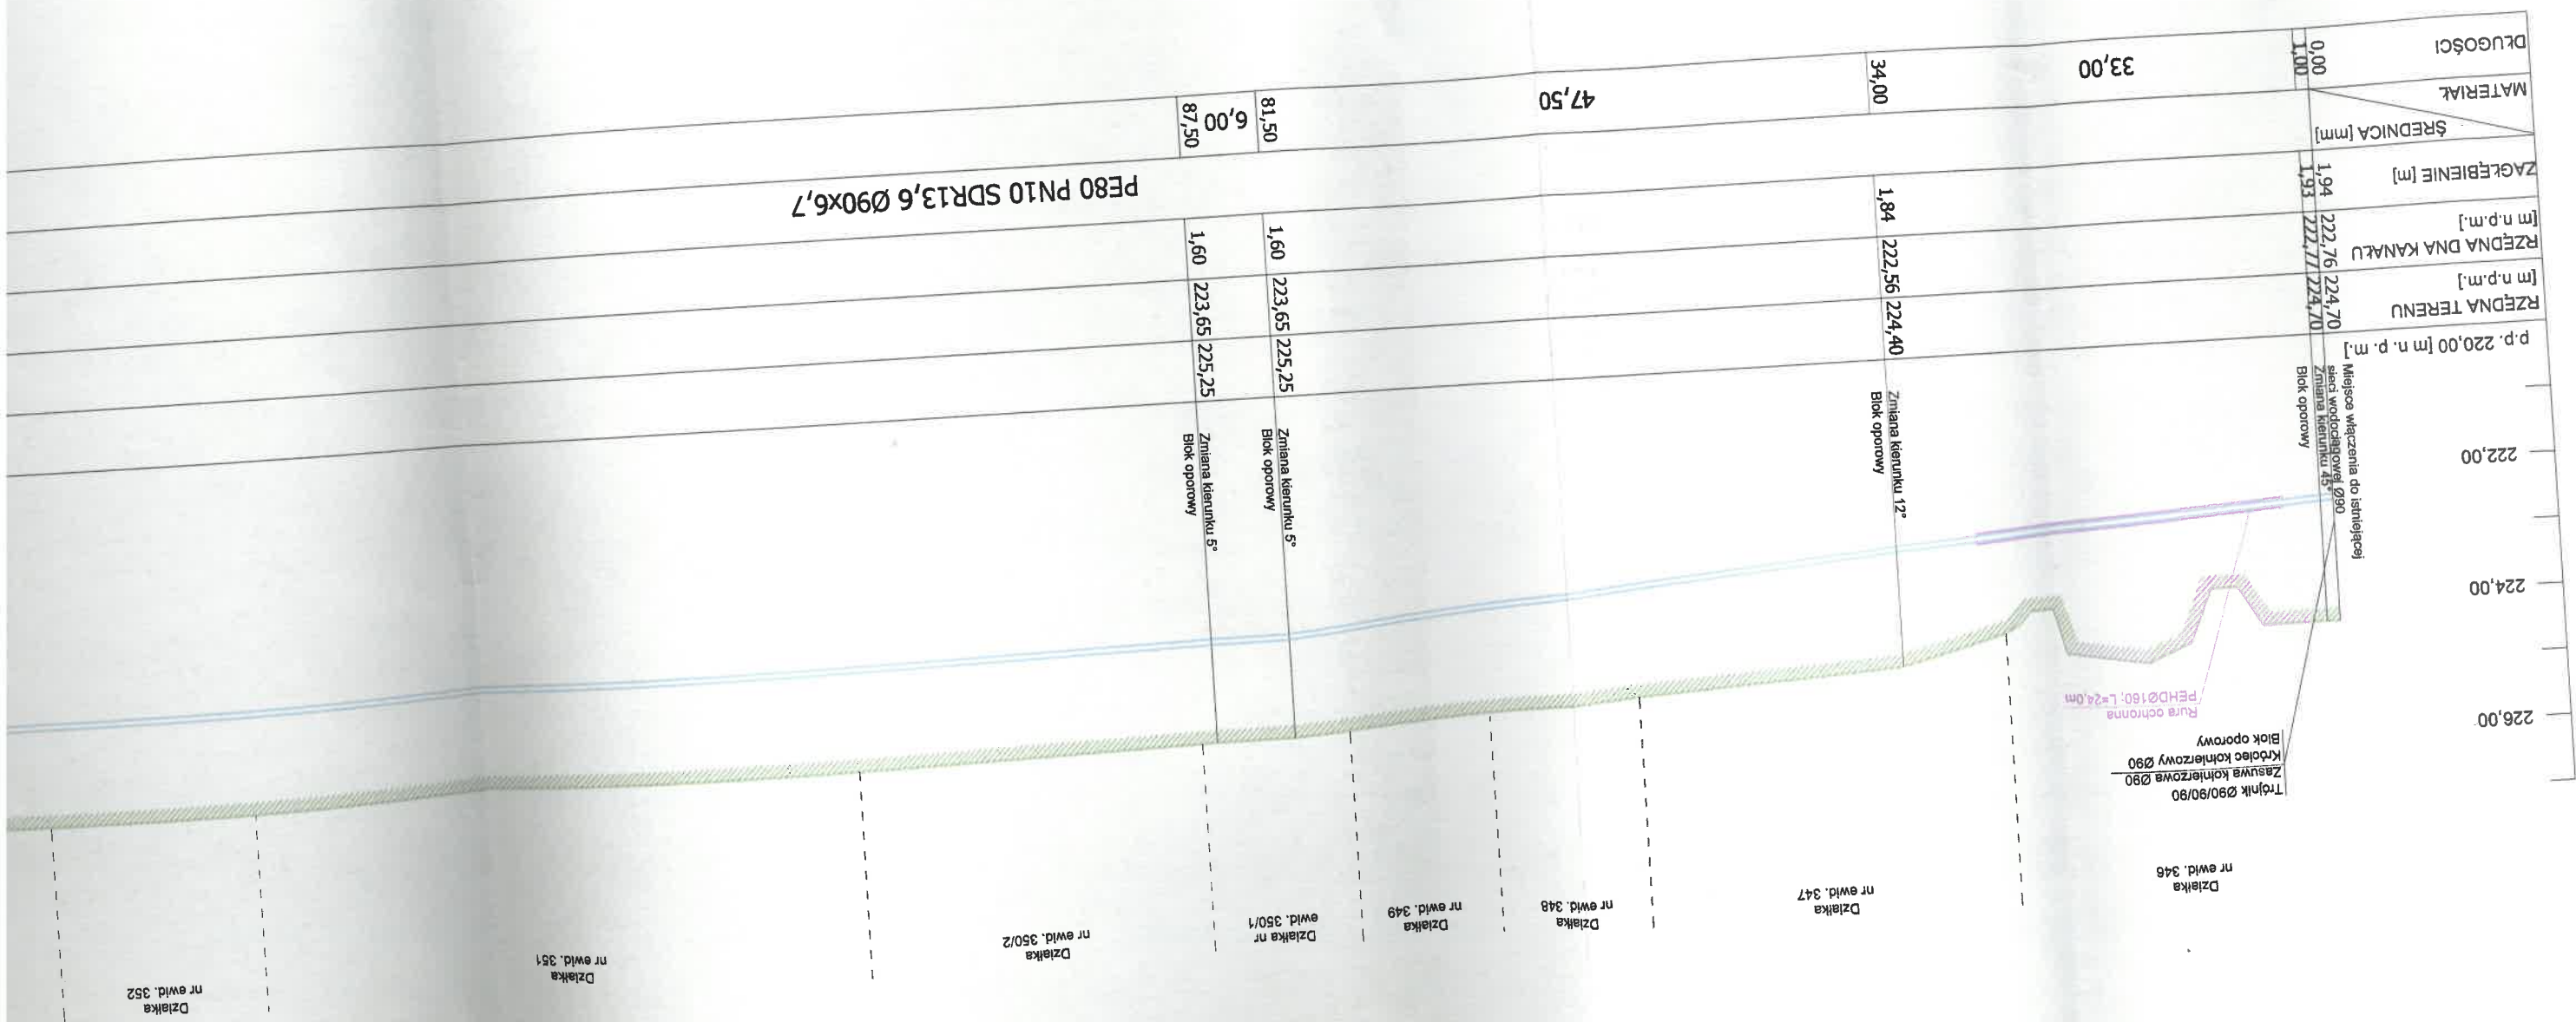 Działka
nr ewid. 346
Działka
nr ewid. 347
Działka
nr ewid. 348
Działka
nr ewid. 349
Działka nr
ewid. 350/1
Działka
nr ewid. 350/2
Działka
nr ewid. 351
Działka
nr ewid. 352
Trójnik Ø90/90/90
Zasuwa kołnierzowa Ø90
Króciec kołnierzowy Ø90
Blok oporowy
Rura ochronna
PEHDØ160; L=24,0m
226,00
224,00
222,00
Miejsce włączenia do istniejącej
sieci wodociągowej Ø90
Zmiana kierunku 45°
Blok oporowy
Zmiana kierunku 12°
Blok oporowy
Zmiana kierunku 5°
Blok oporowy
Zmiana kierunku 5°
Blok oporowy
p.p. 220,00 [m n. p. m.]
RZĘDNA TERENU
[m n.p.m.]
224,70
224,70
224,40
225,25
225,25
RZĘDNA DNA KANAŁU
[m n.p.m.]
222,76
222,77
222,56
223,65
223,65
ZAGŁĘBIENIE [m]
1,94
1,93
1,84
1,60
1,60
ŚREDNICA [mm]
MATERIAŁ
PE80 PN10 SDR13,6 Ø90x6,7
DŁUGOŚCI
0,00
1,00
33,00
34,00
47,50
81,50
6,00
87,50